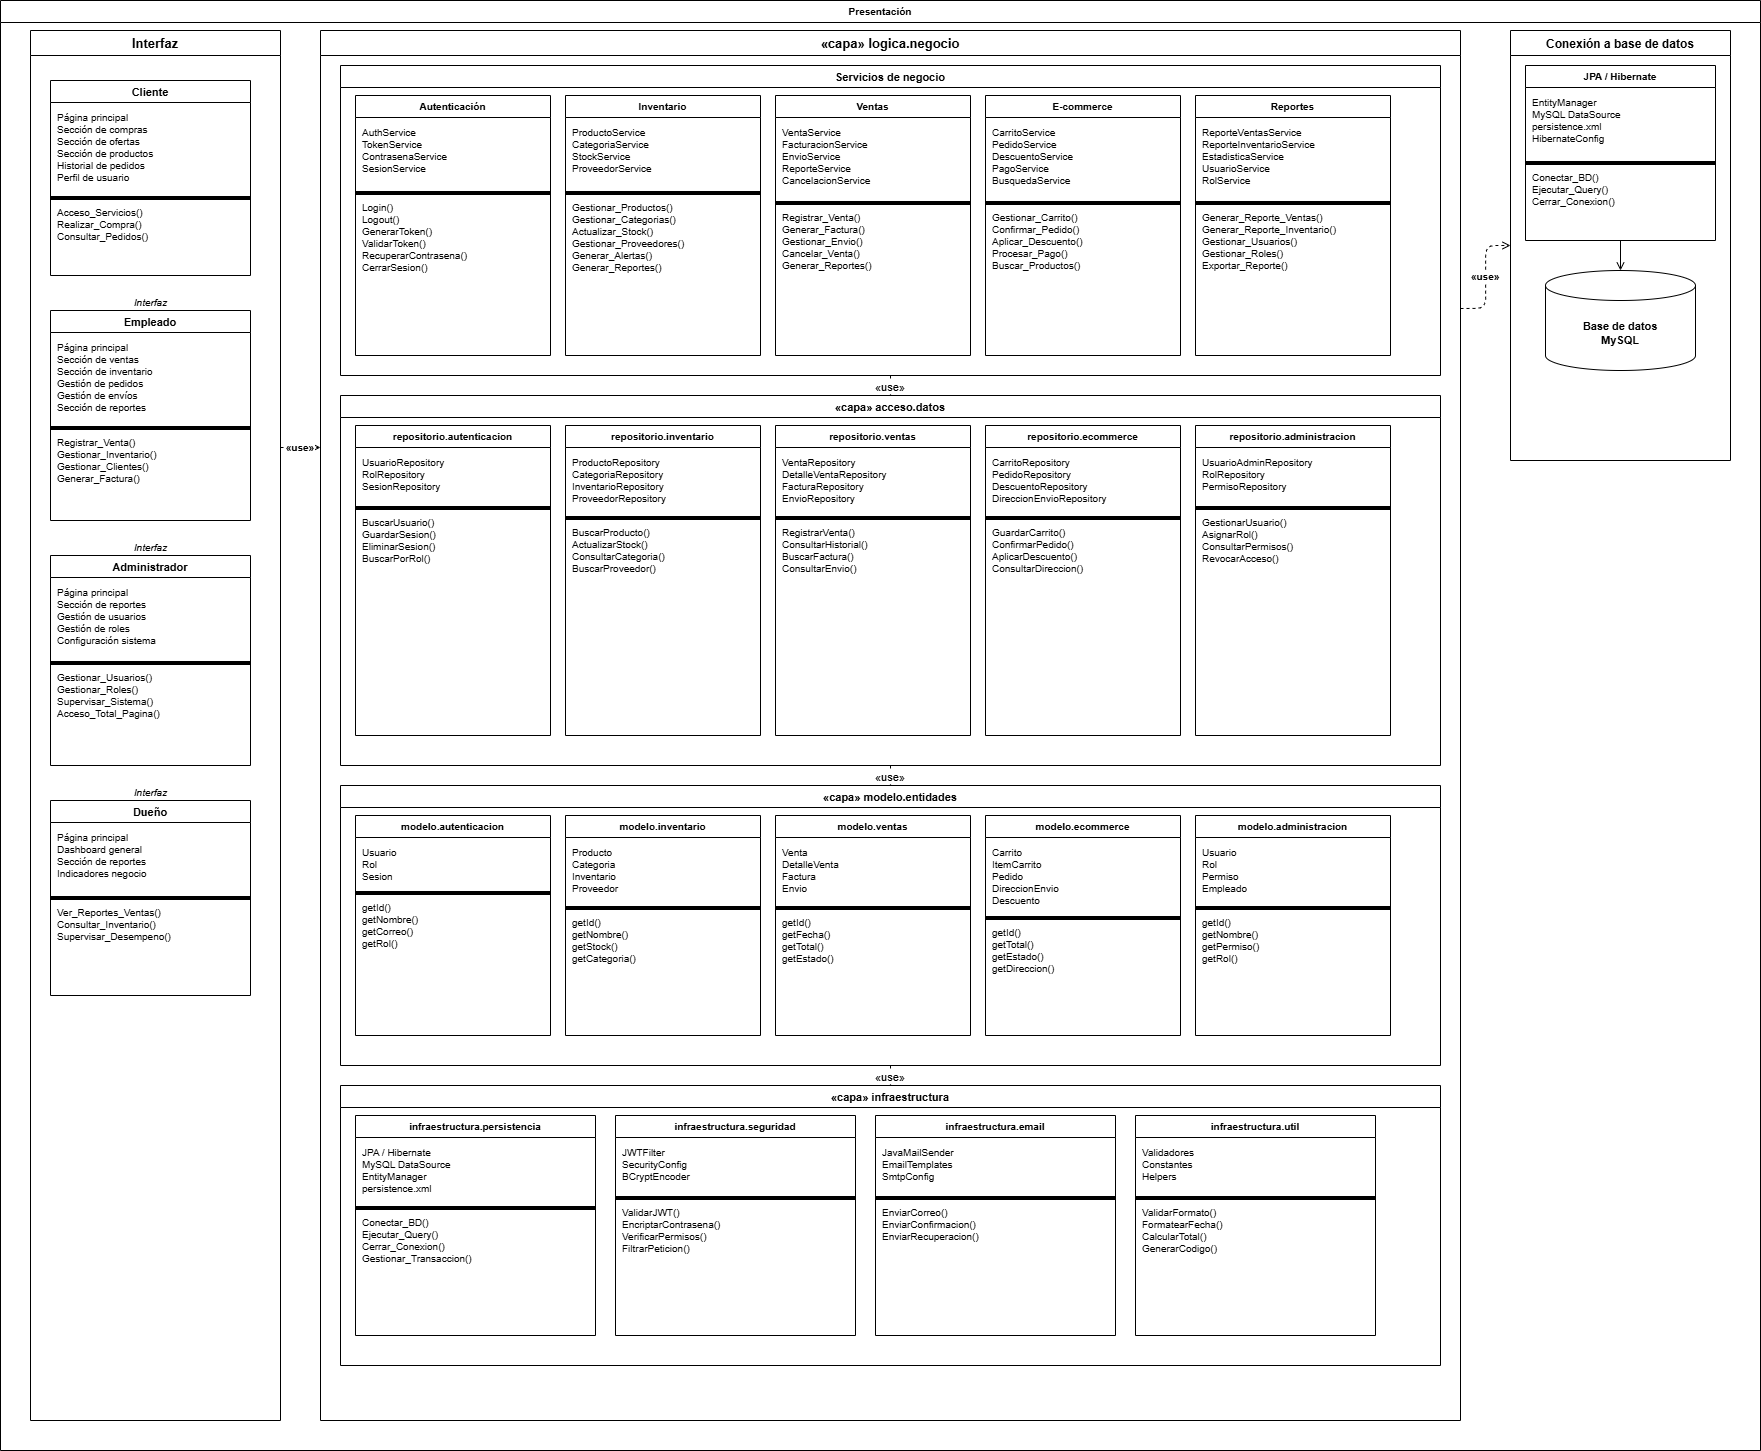 Presentación
Interfaz
Cliente
Página principal
Sección de compras
Sección de ofertas
Sección de productos
Historial de pedidos
Perfil de usuario
Acceso_Servicios()
Realizar_Compra()
Consultar_Pedidos()
Interfaz
Empleado
Página principal
Sección de ventas
Sección de inventario
Gestión de pedidos
Gestión de envíos
Sección de reportes
Registrar_Venta()
Gestionar_Inventario()
Gestionar_Clientes()
Generar_Factura()
Interfaz
Administrador
Página principal
Sección de reportes
Gestión de usuarios
Gestión de roles
Configuración sistema
Gestionar_Usuarios()
Gestionar_Roles()
Supervisar_Sistema()
Acceso_Total_Pagina()
Interfaz
Dueño
Página principal
Dashboard general
Sección de reportes
Indicadores negocio
Ver_Reportes_Ventas()
Consultar_Inventario()
Supervisar_Desempeno()
«use»
«capa» logica.negocio
Servicios de negocio
Autenticación
AuthService
TokenService
ContrasenaService
SesionService
Login()
Logout()
GenerarToken()
ValidarToken()
RecuperarContrasena()
CerrarSesion()
Inventario
ProductoService
CategoriaService
StockService
ProveedorService
Gestionar_Productos()
Gestionar_Categorias()
Actualizar_Stock()
Gestionar_Proveedores()
Generar_Alertas()
Generar_Reportes()
Ventas
VentaService
FacturacionService
EnvioService
ReporteService
CancelacionService
Registrar_Venta()
Generar_Factura()
Gestionar_Envio()
Cancelar_Venta()
Generar_Reportes()
E-commerce
CarritoService
PedidoService
DescuentoService
PagoService
BusquedaService
Gestionar_Carrito()
Confirmar_Pedido()
Aplicar_Descuento()
Procesar_Pago()
Buscar_Productos()
Reportes
ReporteVentasService
ReporteInventarioService
EstadisticaService
UsuarioService
RolService
Generar_Reporte_Ventas()
Generar_Reporte_Inventario()
Gestionar_Usuarios()
Gestionar_Roles()
Exportar_Reporte()
«use»
«capa» acceso.datos
repositorio.autenticacion
UsuarioRepository
RolRepository
SesionRepository
BuscarUsuario()
GuardarSesion()
EliminarSesion()
BuscarPorRol()
repositorio.inventario
ProductoRepository
CategoriaRepository
InventarioRepository
ProveedorRepository
BuscarProducto()
ActualizarStock()
ConsultarCategoria()
BuscarProveedor()
repositorio.ventas
VentaRepository
DetalleVentaRepository
FacturaRepository
EnvioRepository
RegistrarVenta()
ConsultarHistorial()
BuscarFactura()
ConsultarEnvio()
repositorio.ecommerce
CarritoRepository
PedidoRepository
DescuentoRepository
DireccionEnvioRepository
GuardarCarrito()
ConfirmarPedido()
AplicarDescuento()
ConsultarDireccion()
repositorio.administracion
UsuarioAdminRepository
RolRepository
PermisoRepository
GestionarUsuario()
AsignarRol()
ConsultarPermisos()
RevocarAcceso()
«use»
«capa» modelo.entidades
modelo.autenticacion
Usuario
Rol
Sesion
getId()
getNombre()
getCorreo()
getRol()
modelo.inventario
Producto
Categoria
Inventario
Proveedor
getId()
getNombre()
getStock()
getCategoria()
modelo.ventas
Venta
DetalleVenta
Factura
Envio
getId()
getFecha()
getTotal()
getEstado()
modelo.ecommerce
Carrito
ItemCarrito
Pedido
DireccionEnvio
Descuento
getId()
getTotal()
getEstado()
getDireccion()
modelo.administracion
Usuario
Rol
Permiso
Empleado
getId()
getNombre()
getPermiso()
getRol()
«use»
«capa» infraestructura
infraestructura.persistencia
JPA / Hibernate
MySQL DataSource
EntityManager
persistence.xml
Conectar_BD()
Ejecutar_Query()
Cerrar_Conexion()
Gestionar_Transaccion()
infraestructura.seguridad
JWTFilter
SecurityConfig
BCryptEncoder
ValidarJWT()
EncriptarContrasena()
VerificarPermisos()
FiltrarPeticion()
infraestructura.email
JavaMailSender
EmailTemplates
SmtpConfig
EnviarCorreo()
EnviarConfirmacion()
EnviarRecuperacion()
infraestructura.util
Validadores
Constantes
Helpers
ValidarFormato()
FormatearFecha()
CalcularTotal()
GenerarCodigo()
«use»
Conexión a base de datos
JPA / Hibernate
EntityManager
MySQL DataSource
persistence.xml
HibernateConfig
Conectar_BD()
Ejecutar_Query()
Cerrar_Conexion()
Base de datos
MySQL